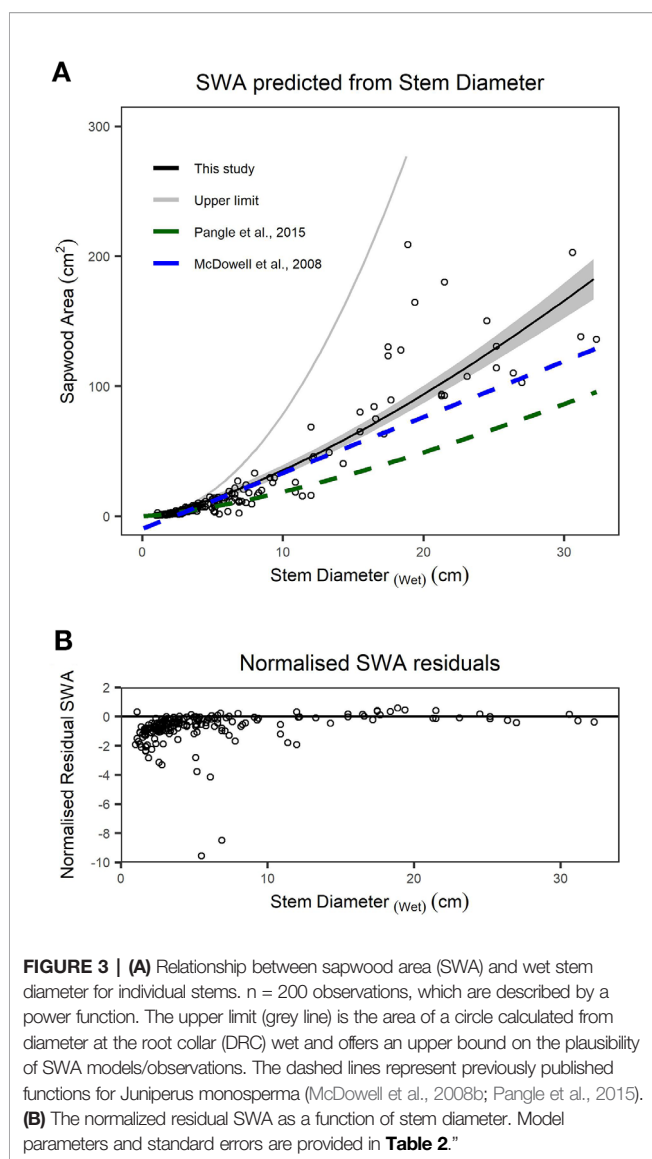 A
SWA predicted from Stem Diameter
Sapwood Area (cm²)
300
200
100
0
This study
Upper limit
Pangle et al., 2015
McDowell et al., 2008
0 10 20 30
Stem Diameter (Wet) (cm)
B
Normalised SWA residuals
Normalised Residual SWA
2
0
-2
-4
-6
-8
-10
0 10 20 30
Stem Diameter (Wet) (cm)
FIGURE 3 | (A) Relationship between sapwood area (SWA) and wet stem
diameter for individual stems. n = 200 observations, which are described by a
power function. The upper limit (grey line) is the area of a circle calculated from
diameter at the root collar (DRC) wet and offers an upper bound on the plausibility
of SWA models/observations. The dashed lines represent previously published
functions for Juniperus monosperma (McDowell et al., 2008b; Pangle et al., 2015).
(B) The normalized residual SWA as a function of stem diameter. Model
parameters and standard errors are provided in Table 2.”